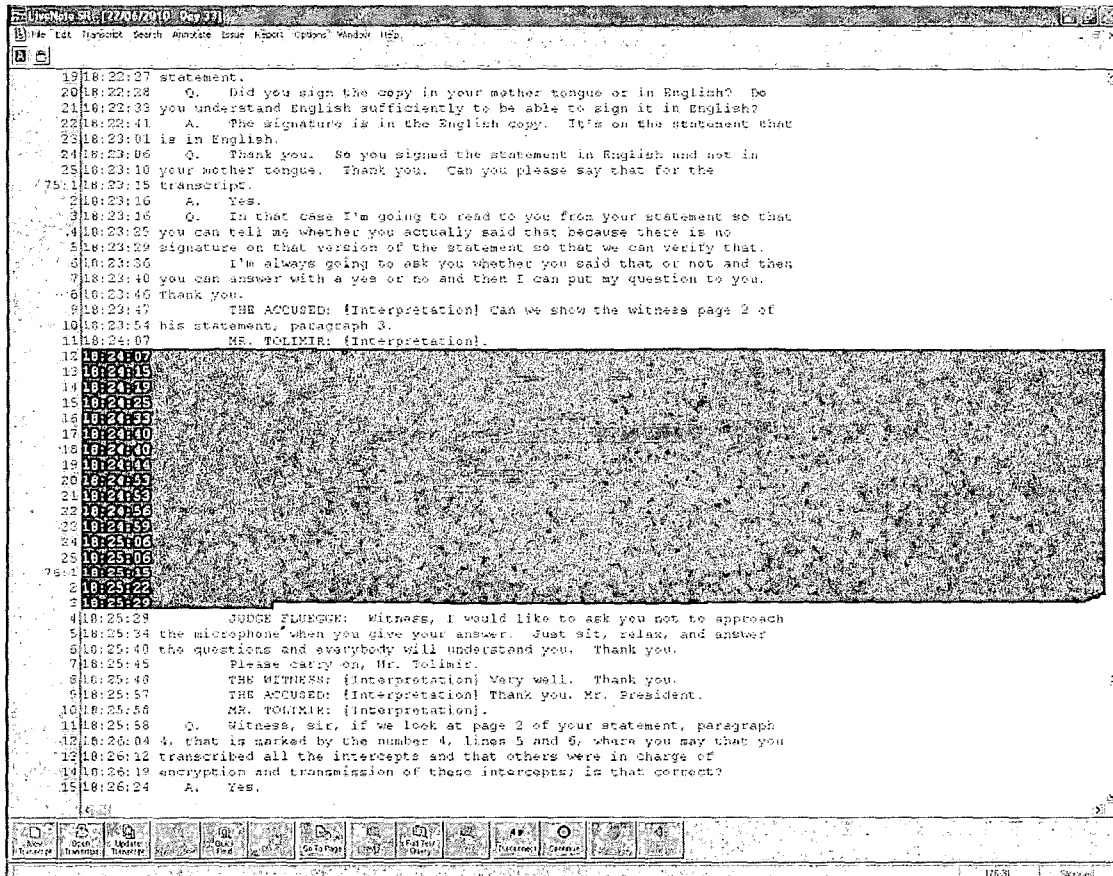 LiveNote SR - [22/06/2010 Day 33]
File Edit Transcript Search Annotate Issue Report Options Window Help
19 18:22:27 statement.
20 18:22:28 Q. Did you sign the copy in your mother tongue or in English? Do
21 18:22:33 you understand English sufficiently to be able to sign it in English?
22 18:22:41 A. The signature is in the English copy. It's on the statement that
23 18:23:01 is in English.
24 18:23:06 Q. Thank you. So you signed the statement in English and not in
25 18:23:10 your mother tongue. Thank you. Can you please say that for the
75:1 18:23:15 transcript.
2 18:23:16 A. Yes.
3 18:23:16 Q. In that case I'm going to read to you from your statement so that
4 18:23:25 you can tell me whether you actually said that because there is no
5 18:23:29 signature on that version of the statement so that we can verify that.
6 18:23:36 I'm always going to ask you whether you said that or not and then
7 18:23:40 you can answer with a yes or no and then I can put my question to you.
8 18:23:46 Thank you.
9 18:23:47 THE ACCUSED: [Interpretation] Can we show the witness page 2 of
10 18:23:54 his statement, paragraph 3.
11 18:24:07 MR. TOLIMIR: [Interpretation].
12 18:24:07
13 18:24:15
14 18:24:19
15 18:24:25
16 18:24:33
17 18:24:40
18 18:24:40
19 18:24:44
20 18:24:53
21 18:24:53
22 18:24:56
23 18:24:59
24 18:25:06
25 18:25:06
76:1 18:25:15
2 18:25:22
3 18:25:29
4 18:25:29 JUDGE FLUEGGE: Witness, I would like to ask you not to approach
5 18:25:34 the microphone when you give your answer. Just sit, relax, and answer
6 18:25:40 the questions and everybody will understand you. Thank you.
7 18:25:45 Please carry on, Mr. Tolimir.
8 18:25:48 THE WITNESS: [Interpretation] Very well. Thank you.
9 18:25:57 THE ACCUSED: [Interpretation] Thank you, Mr. President.
10 18:25:58 MR. TOLIMIR: [Interpretation].
11 18:25:58 Q. Witness, sir, if we look at page 2 of your statement, paragraph
12 18:26:04 4, that is marked by the number 4, lines 5 and 6, where you say that you
13 18:26:12 transcribed all the intercepts and that others were in charge of
14 18:26:19 encryption and transmission of these intercepts; is that correct?
15 18:26:24 A. Yes.
New Transcript Open Transcript Update Transcript Quick Find Go To Page Full Text Query Disconnect Continue